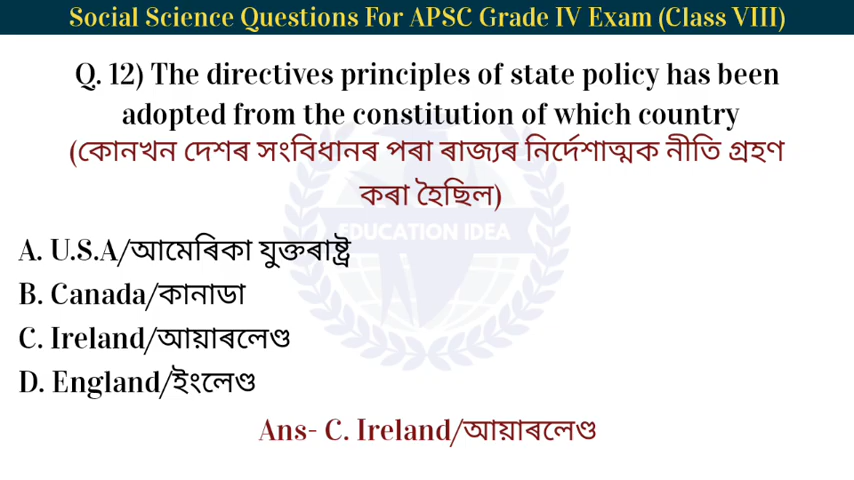 Social Science Questions For APSC Grade IV Exam (Class VIII)
Q. 12) The directives principles of state policy has been
adopted from the constitution of which country
(কোনখন দেশৰ সংবিধানৰ পৰা ৰাজ্যৰ নিৰ্দেশাত্মক নীতি গ্ৰহণ
কৰা হৈছিল)
EDUCATION IDEA
A. U.S.A/আমেৰিকা যুক্তৰাষ্ট্ৰ
B. Canada/কানাডা
C. Ireland/আয়াৰলেণ্ড
D. England/ইংলেণ্ড
Ans- C. Ireland/আয়াৰলেণ্ড